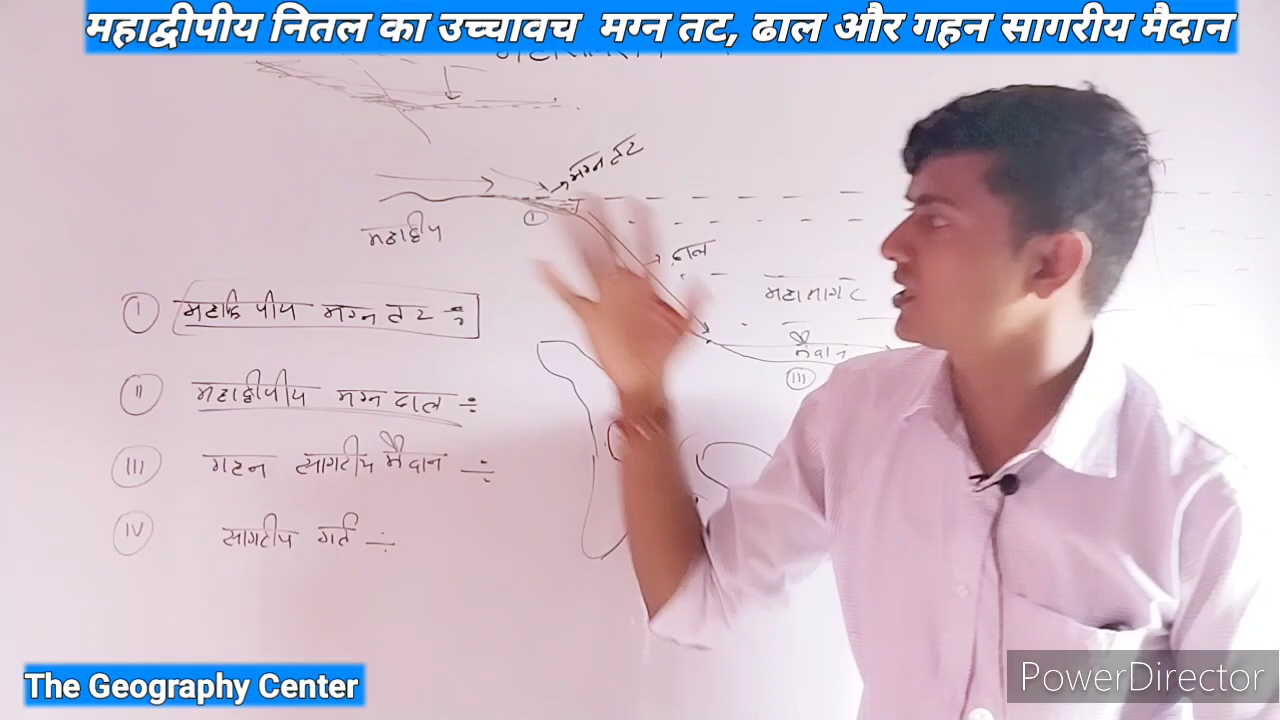 महाद्वीपीय नितल का उच्चावच मग्न तट, ढाल और गहन सागरीय मैदान
मग्न तट
I
महाद्वीप
ढाल
महासागर
मैदान
III
I महाद्विपीय मग्न तट ÷
II महाद्वीपीय मग्न ढाल ÷
III गहन सागरीय मैदान ÷
IV सागरीय गर्त ÷
The Geography Center
PowerDirector